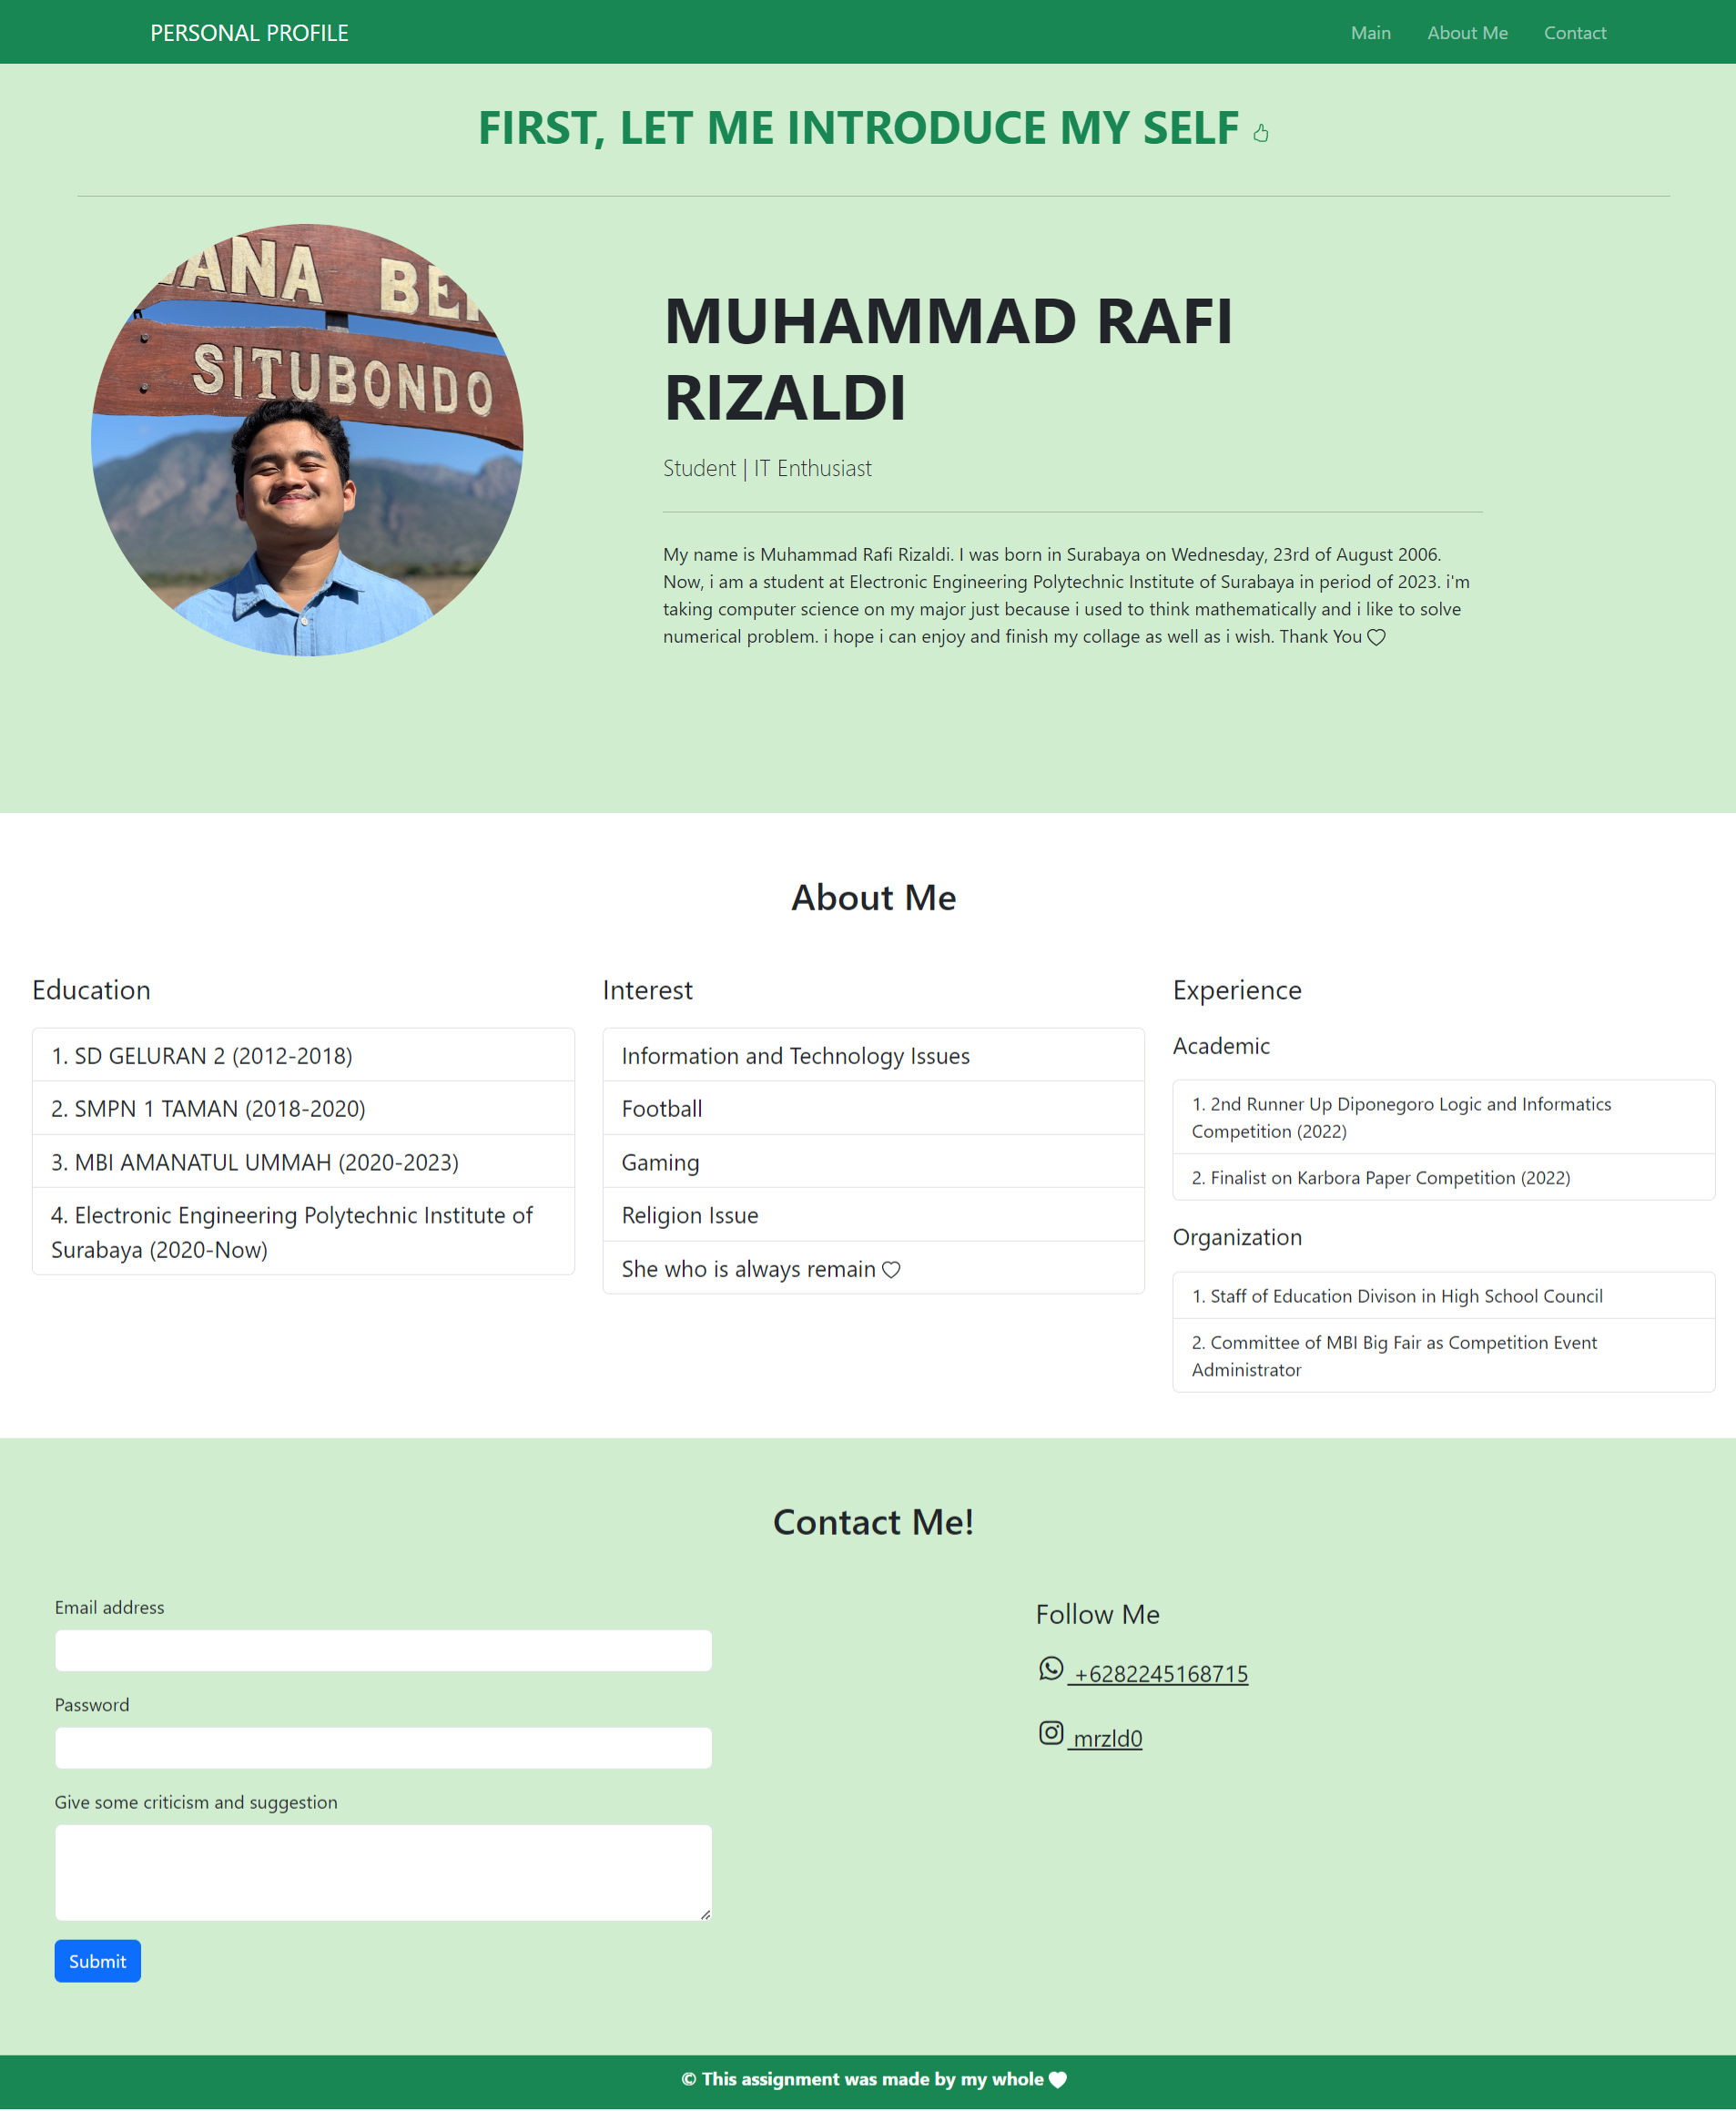 PERSONAL PROFILE
Main
About Me
Contact
FIRST, LET ME INTRODUCE MY SELF
ANA BE
SITUBONDO
MUHAMMAD RAFI
RIZALDI
Student | IT Enthusiast
My name is Muhammad Rafi Rizaldi. I was born in Surabaya on Wednesday, 23rd of August 2006.
Now, i am a student at Electronic Engineering Polytechnic Institute of Surabaya in period of 2023. i'm
taking computer science on my major just because i used to think mathematically and i like to solve
numerical problem. i hope i can enjoy and finish my collage as well as i wish. Thank You ♡
About Me
Education
1. SD GELURAN 2 (2012-2018)
2. SMPN 1 TAMAN (2018-2020)
3. MBI AMANATUL UMMAH (2020-2023)
4. Electronic Engineering Polytechnic Institute of
Surabaya (2020-Now)
Interest
Information and Technology Issues
Football
Gaming
Religion Issue
She who is always remain ♡
Experience
Academic
1. 2nd Runner Up Diponegoro Logic and Informatics
Competition (2022)
2. Finalist on Karbora Paper Competition (2022)
Organization
1. Staff of Education Divison in High School Council
2. Committee of MBI Big Fair as Competition Event
Administrator
Contact Me!
Email address
Password
Give some criticism and suggestion
Submit
Follow Me
+6282245168715
mrzld0
© This assignment was made by my whole ♥